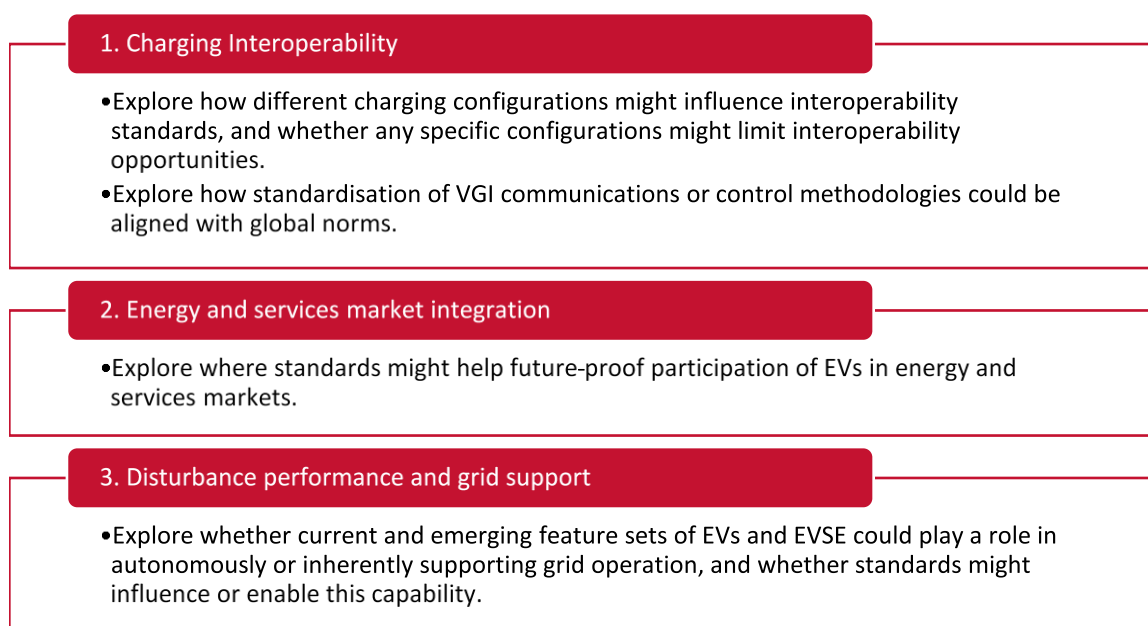 1. Charging Interoperability
•Explore how different charging configurations might influence interoperability
standards, and whether any specific configurations might limit interoperability
opportunities.
•Explore how standardisation of VGI communications or control methodologies could be
aligned with global norms.
2. Energy and services market integration
•Explore where standards might help future-proof participation of EVs in energy and
services markets.
3. Disturbance performance and grid support
•Explore whether current and emerging feature sets of EVs and EVSE could play a role in
autonomously or inherently supporting grid operation, and whether standards might
influence or enable this capability.